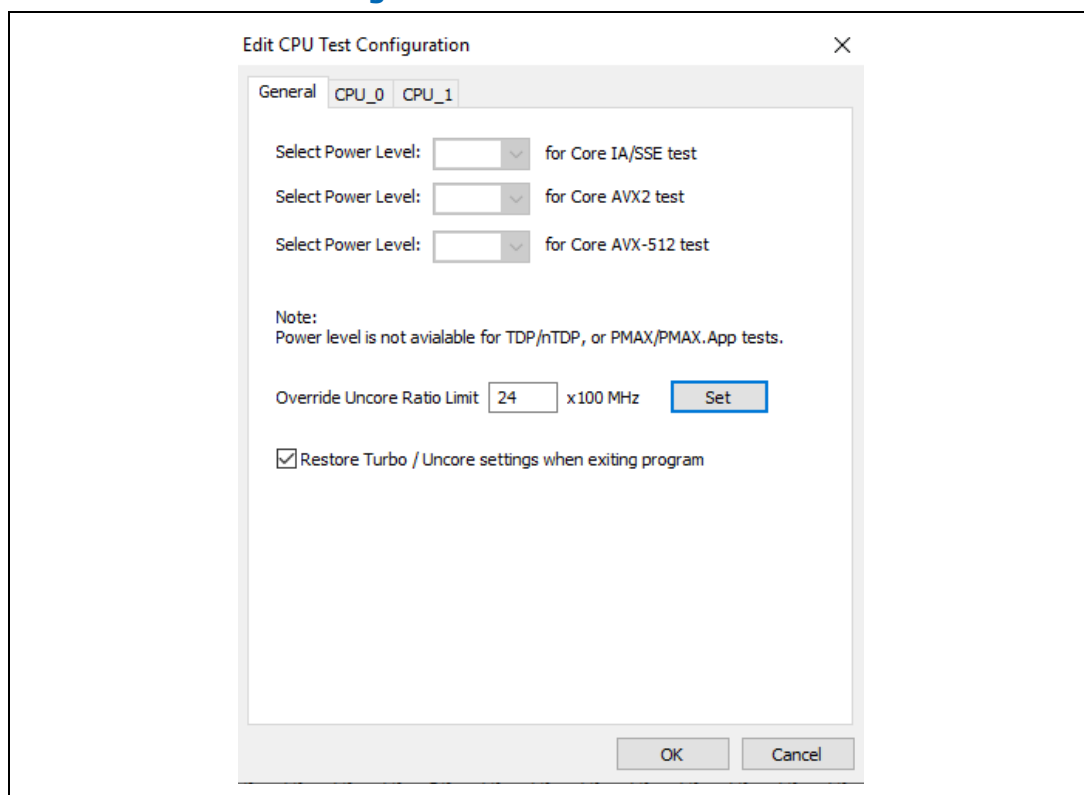 Edit CPU Test Configuration
General CPU_0 CPU_1
Select Power Level: for Core IA/SSE test
Select Power Level: for Core AVX2 test
Select Power Level: for Core AVX-512 test
Note:
Power level is not avialable for TDP/nTDP, or PMAX/PMAX.App tests.
Override Uncore Ratio Limit 24 x100 MHz Set
Restore Turbo / Uncore settings when exiting program
OK Cancel